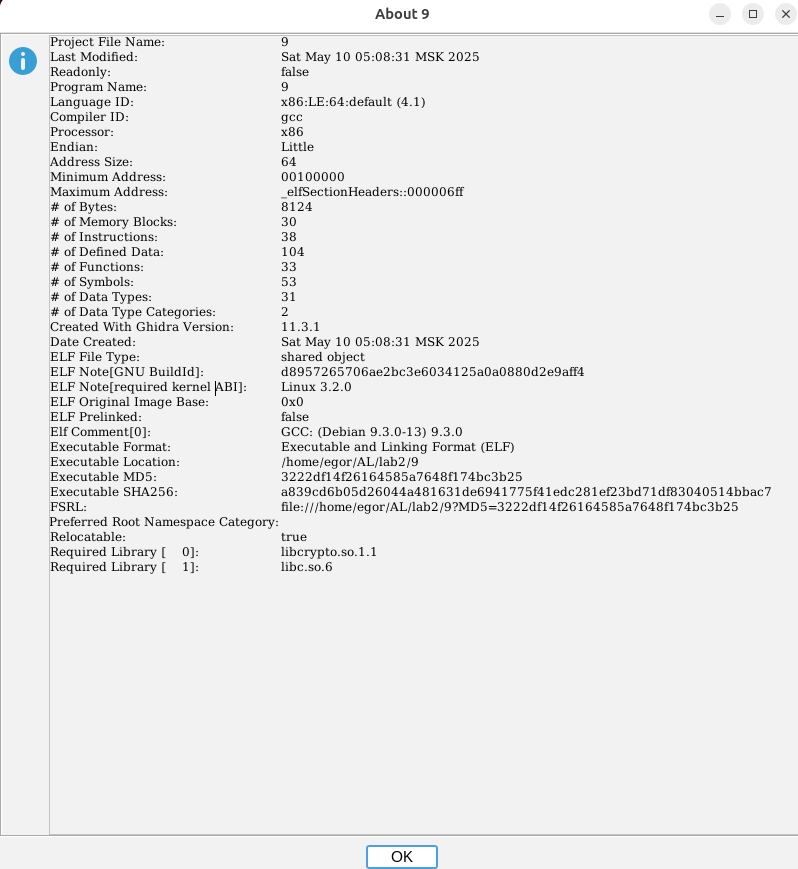 About 9
Project File Name: 9
Last Modified: Sat May 10 05:08:31 MSK 2025
Readonly: false
Program Name: 9
Language ID: x86:LE:64:default (4.1)
Compiler ID: gcc
Processor: x86
Endian: Little
Address Size: 64
Minimum Address: 00100000
Maximum Address: _elfSectionHeaders::000006ff
# of Bytes: 8124
# of Memory Blocks: 30
# of Instructions: 38
# of Defined Data: 104
# of Functions: 33
# of Symbols: 53
# of Data Types: 31
# of Data Type Categories: 2
Created With Ghidra Version: 11.3.1
Date Created: Sat May 10 05:08:31 MSK 2025
ELF File Type: shared object
ELF Note[GNU BuildId]: d8957265706ae2bc3e6034125a0a0880d2e9aff4
ELF Note[required kernel ABI]: Linux 3.2.0
ELF Original Image Base: 0x0
ELF Prelinked: false
Elf Comment[0]: GCC: (Debian 9.3.0-13) 9.3.0
Executable Format: Executable and Linking Format (ELF)
Executable Location: /home/egor/AL/lab2/9
Executable MD5: 3222df14f26164585a7648f174bc3b25
Executable SHA256: a839cd6b05d26044a481631de6941775f41edc281ef23bd71df83040514bbac7
FSRL: file:///home/egor/AL/lab2/9?MD5=3222df14f26164585a7648f174bc3b25
Preferred Root Namespace Category:
Relocatable: true
Required Library [ 0]: libcrypto.so.1.1
Required Library [ 1]: libc.so.6
OK